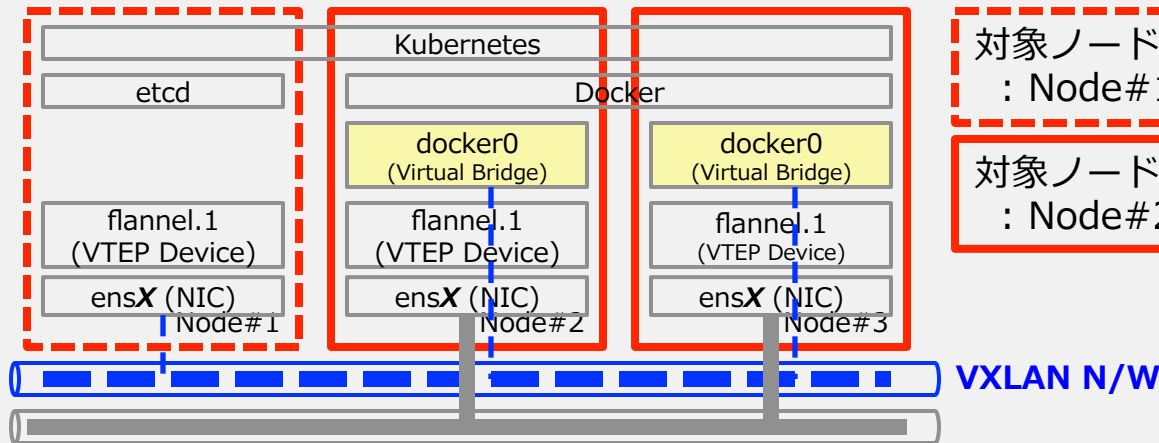 Kubernetes
etcd
Docker
docker0
(Virtual Bridge)
docker0
(Virtual Bridge)
flannel.1
(VTEP Device)
flannel.1
(VTEP Device)
flannel.1
(VTEP Device)
ensX (NIC)
Node#1
ensX (NIC)
Node#2
ensX (NIC)
Node#3
VXLAN N/W
対象ノード
: Node#1
対象ノード
: Node#2